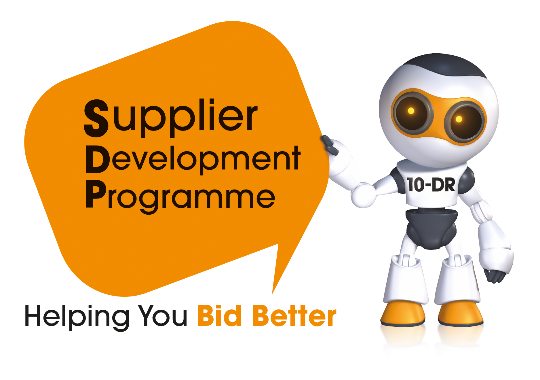 Supplier
Development
Programme
10-DR
Helping You Bid Better